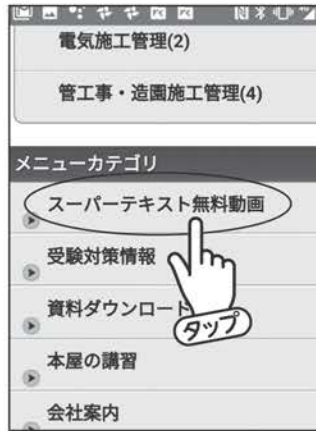 電気施工管理(2)
管工事・造園施工管理(4)
メニューカテゴリ
スーパーテキスト無料動画
受験対策情報
資料ダウンロード
タップ
本屋の講習
会社案内